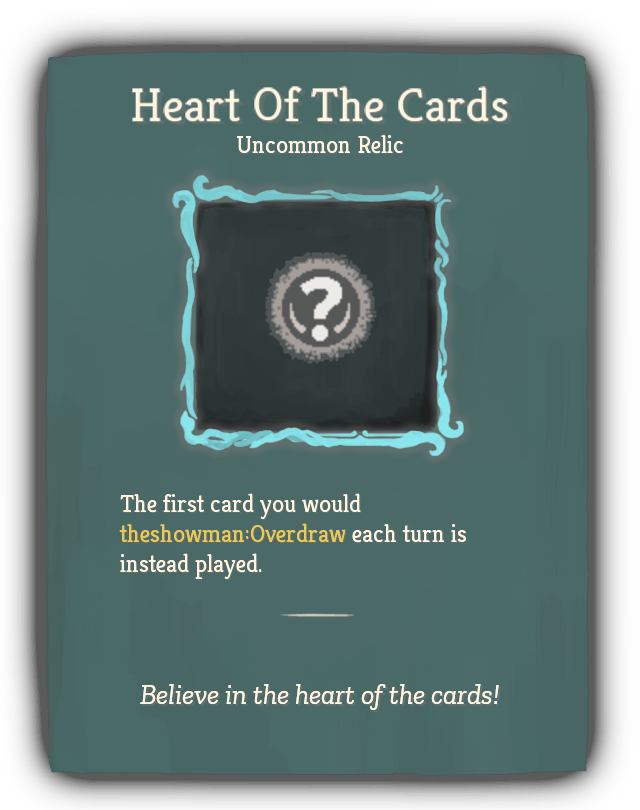 Heart Of The Cards
Uncommon Relic
?
The first card you would
theshowman:Overdraw each turn is
instead played.
Believe in the heart of the cards!